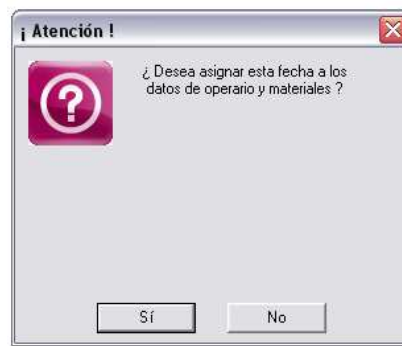 ¡ Atención !
¿ Desea asignar esta fecha a los
datos de operario y materiales ?
Sí
No